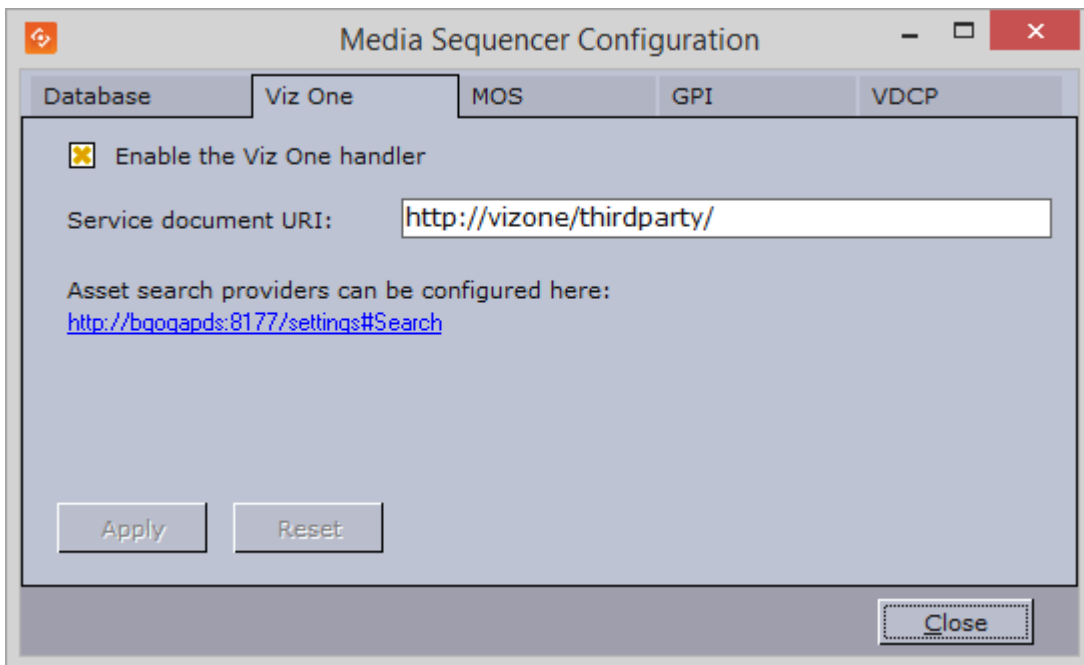 Media Sequencer Configuration
Database Viz One MOS GPI VDCP
Enable the Viz One handler
Service document URI: http://vizone/thirdparty/
Asset search providers can be configured here:
http://bgogapds:8177/settings#Search
Apply Reset
Close